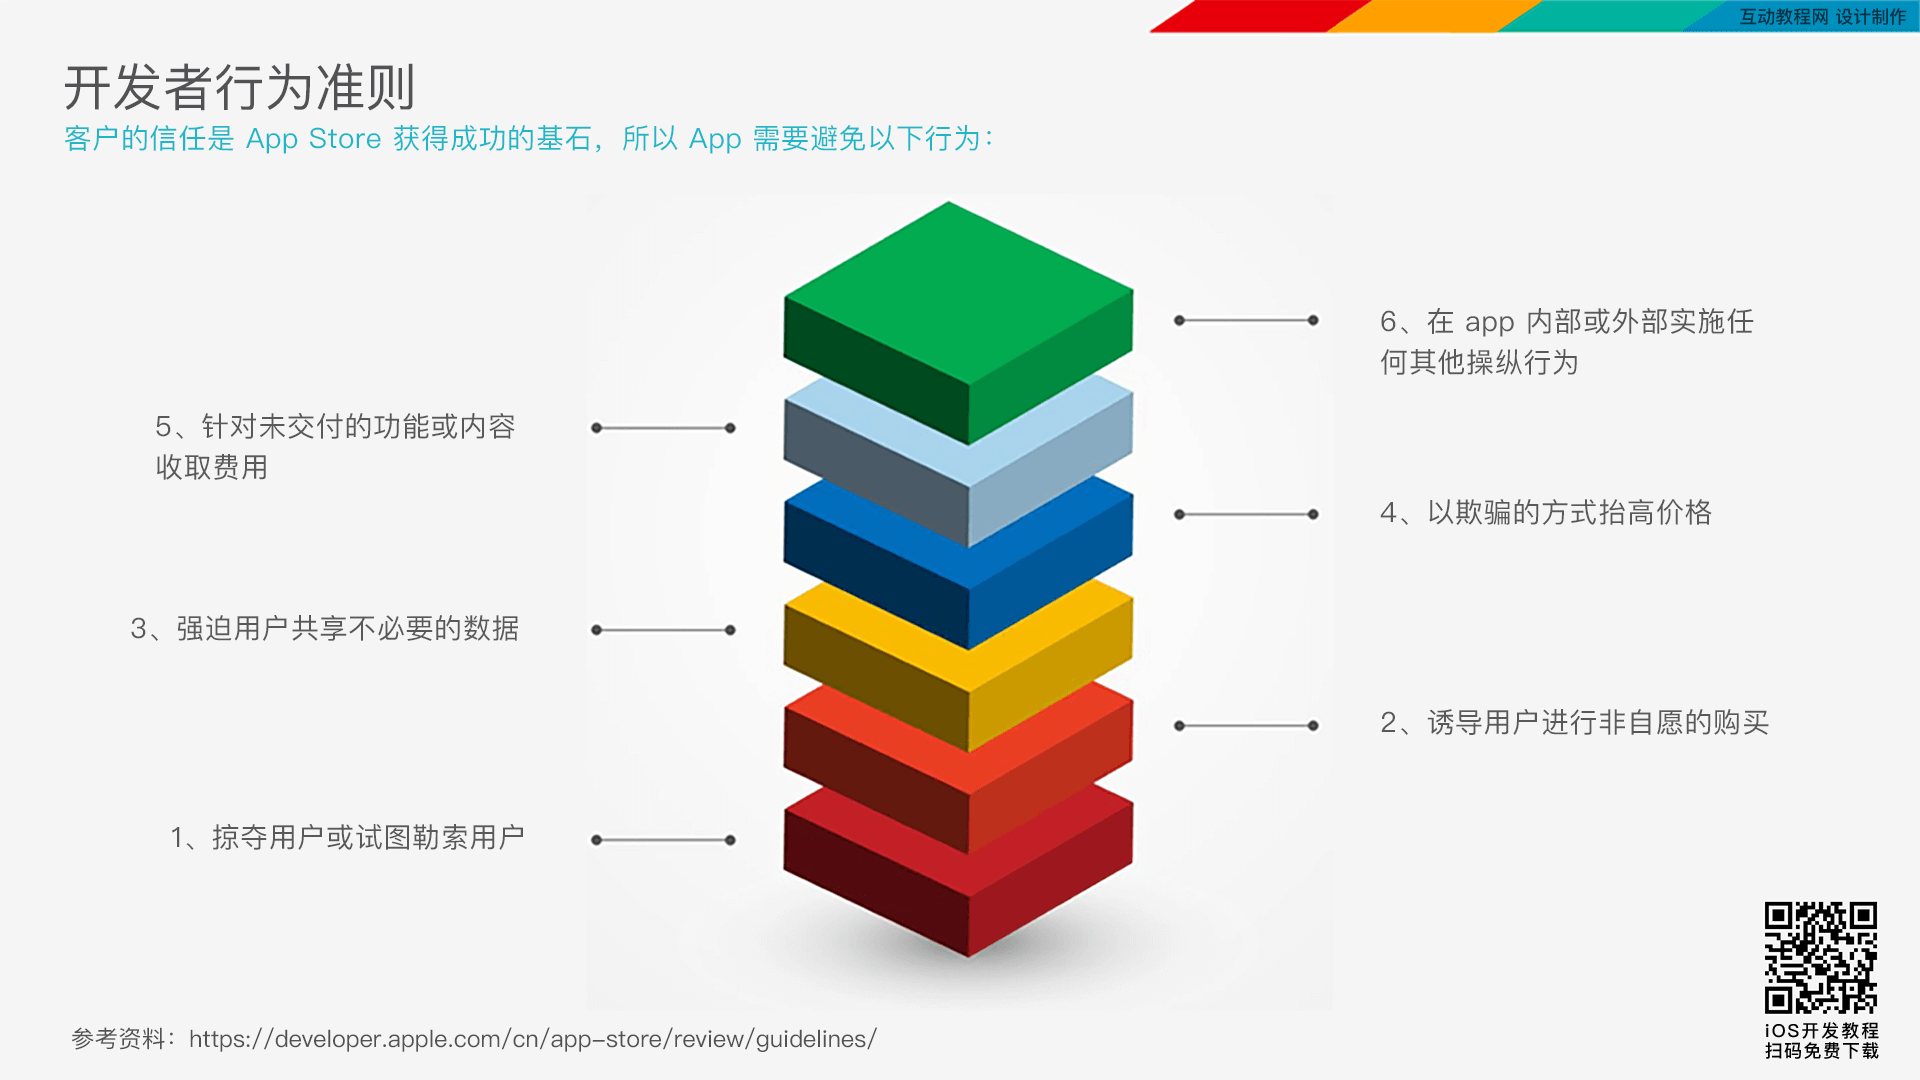 互动教程网 设计制作
开发者行为准则
客户的信任是 App Store 获得成功的基石，所以 App 需要避免以下行为：
6、在 app 内部或外部实施任
何其他操纵行为
5、针对未交付的功能或内容
收取费用
4、以欺骗的方式抬高价格
3、强迫用户共享不必要的数据
2、诱导用户进行非自愿的购买
1、掠夺用户或试图勒索用户
参考资料：https://developer.apple.com/cn/app-store/review/guidelines/
iOS开发教程
扫码免费下载